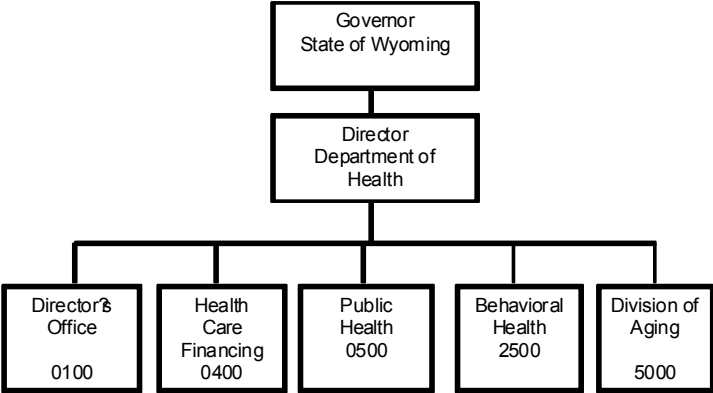 Governor
State of Wyoming
Director
Department of
Health
Director?s
Office
0100
Health
Care
Financing
0400
Public
Health
0500
Behavioral
Health
2500
Division of
Aging
5000